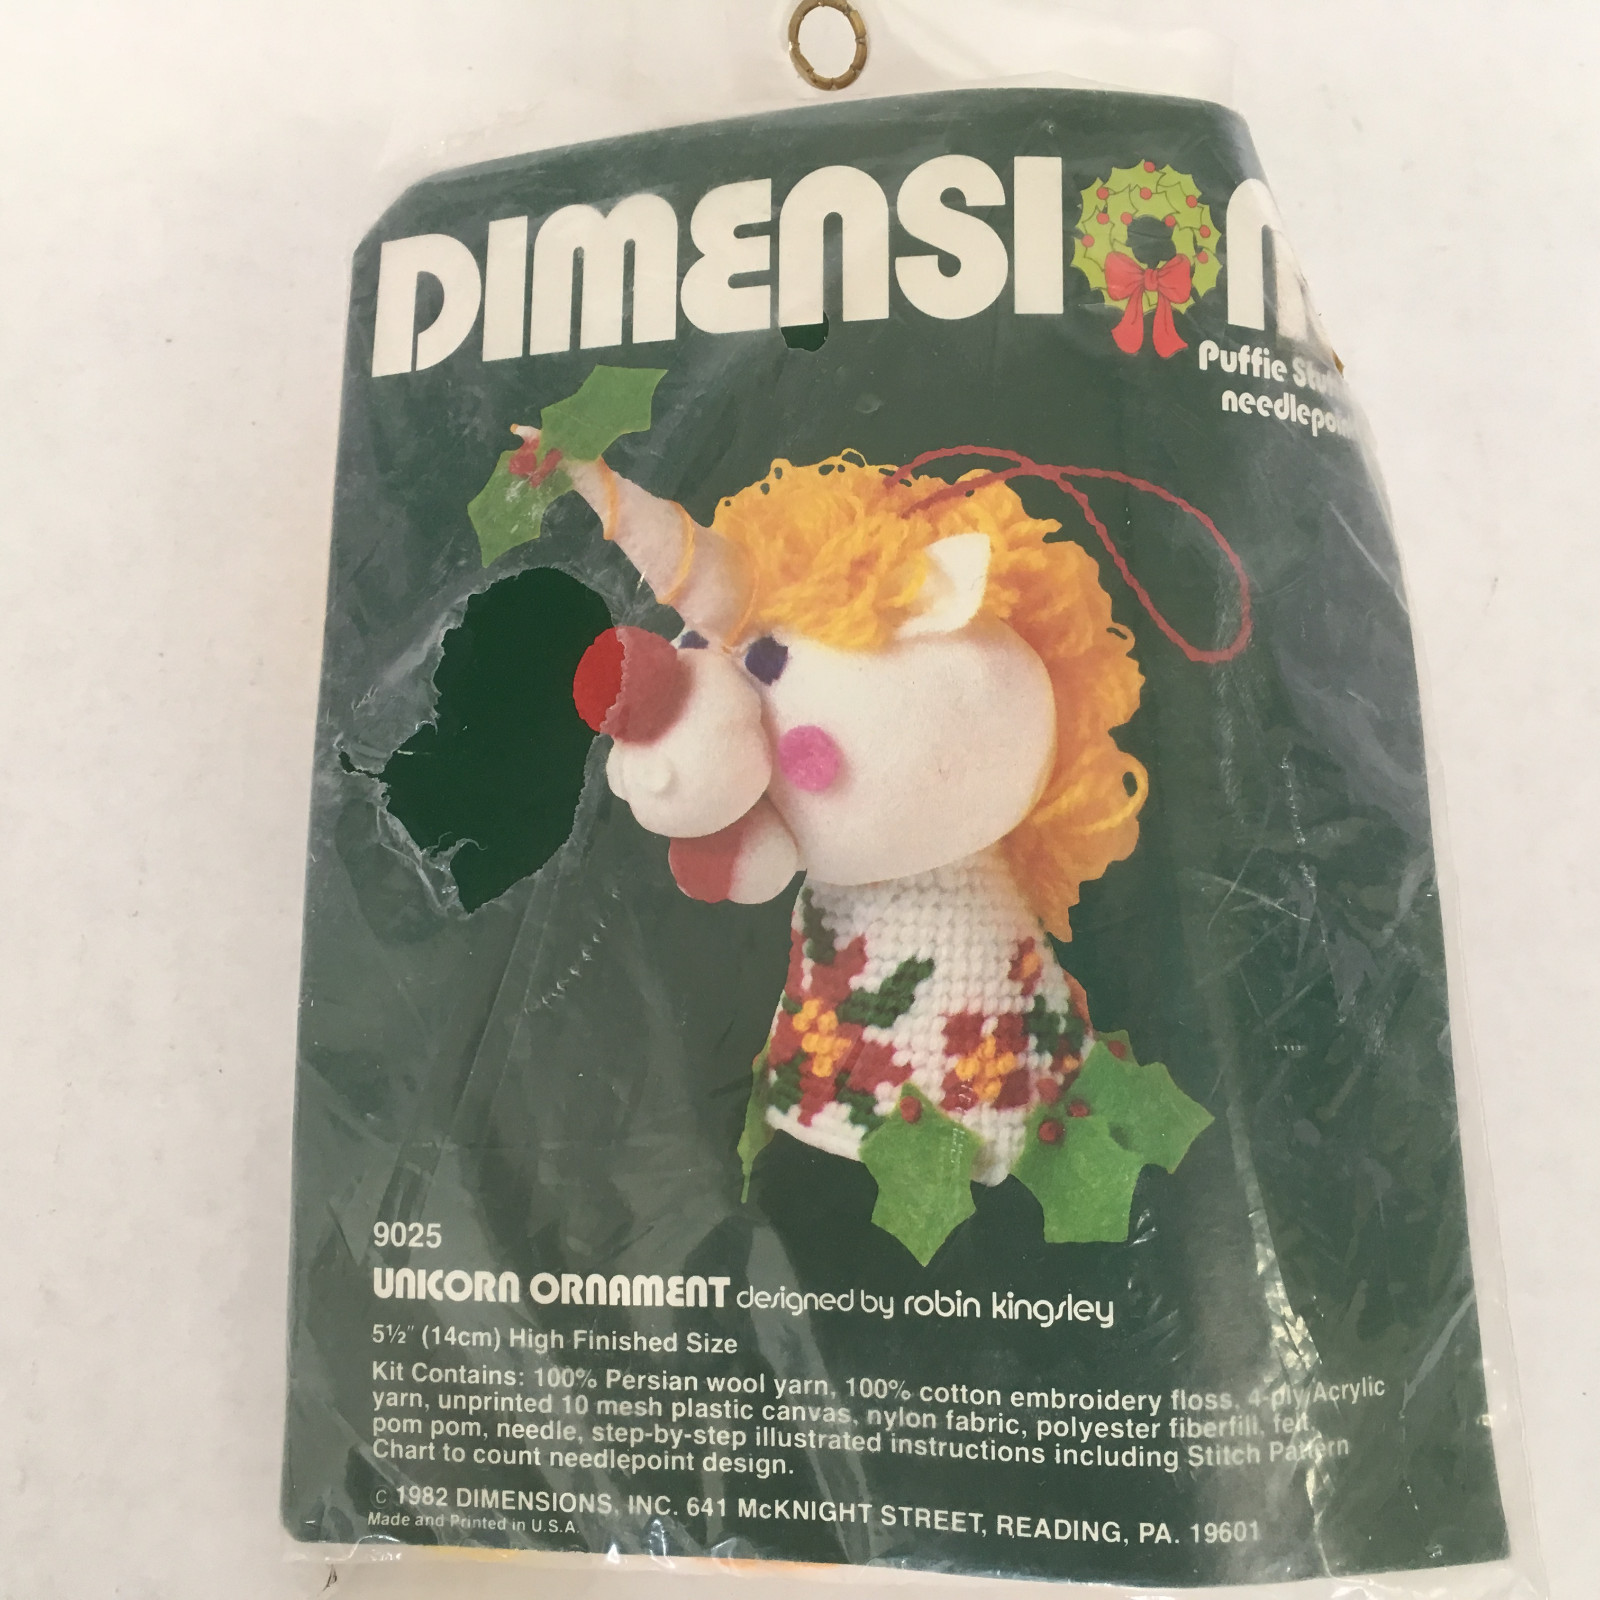 DIMENSION
Puffie
needlepoint
9025
UNICORN ORNAMENT designed by robin kingsley
5½" (14cm) High Finished Size
Kit Contains: 100% Persian wool yarn, 100% cotton embroidery floss, 4-ply Acrylic
yarn, unprinted 10 mesh plastic canvas, nylon fabric, polyester fiberfill, felt,
pom pom, needle, step-by-step illustrated instructions including Stitch Pattern
Chart to count needlepoint design.
© 1982 DIMENSIONS, INC. 641 McKNIGHT STREET, READING, PA. 19601
Made and Printed in U.S.A.